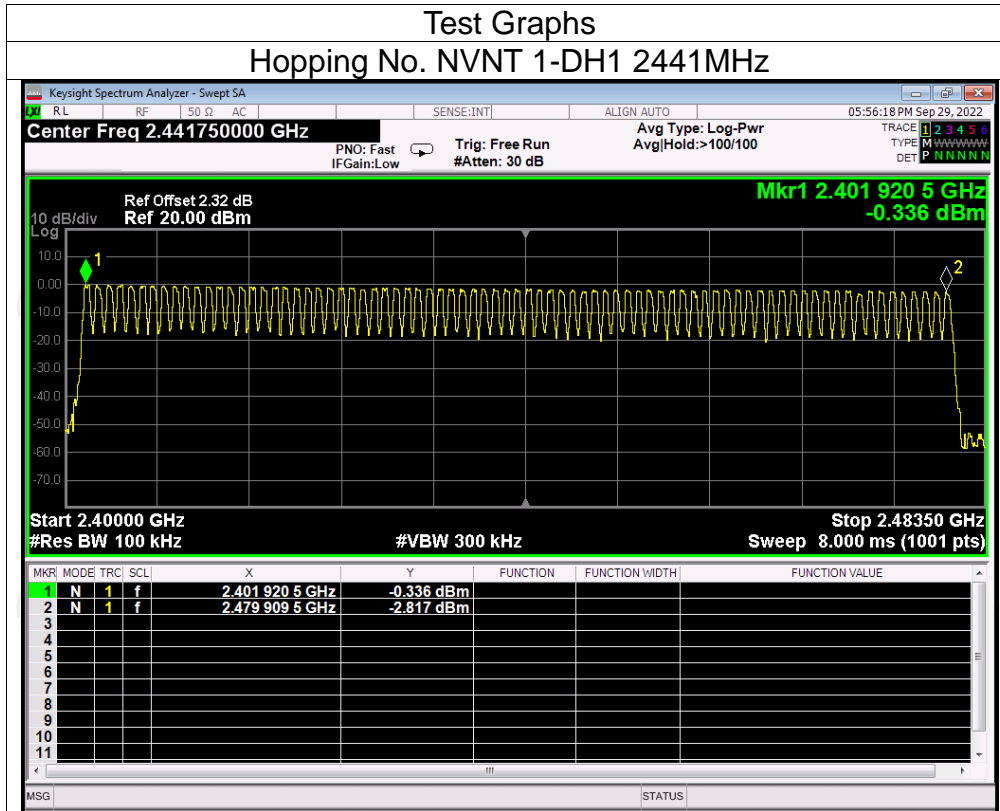 Test Graphs
Hopping No. NVNT 1-DH1 2441MHz
Keysight Spectrum Analyzer - Swept SA
LXI RL RF 50 Ω AC SENSE:INT ALIGN AUTO 05:56:18 PM Sep 29, 2022
Center Freq 2.441750000 GHz Avg Type: Log-Pwr TRACE 1 2 3 4 5 6
PNO: Fast Trig: Free Run Avg|Hold:>100/100 TYPE M WWWWW
IFGain:Low #Atten: 30 dB DET P N N N N N
Mkr1 2.401 920 5 GHz
Ref Offset 2.32 dB
10 dB/div Ref 20.00 dBm -0.336 dBm
Log
10.0
1
2
0.00
-10.0
-20.0
-30.0
-40.0
-50.0
-60.0
-70.0
Start 2.40000 GHz Stop 2.48350 GHz
#Res BW 100 kHz #VBW 300 kHz Sweep 8.000 ms (1001 pts)
MKR MODE TRC SCL X Y FUNCTION FUNCTION WIDTH FUNCTION VALUE
1 N 1 f 2.401 920 5 GHz -0.336 dBm
2 N 1 f 2.479 909 5 GHz -2.817 dBm
3
4
5
6
7
8
9
10
11
MSG STATUS